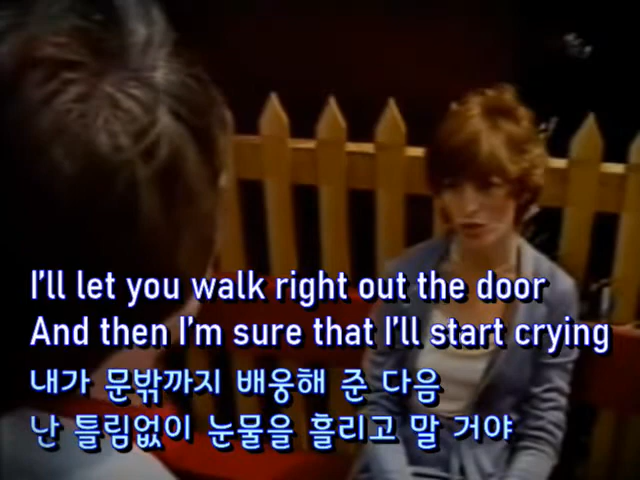 I'll let you walk right out the door
And then I'm sure that I'll start crying
내가 문밖까지 배웅해 준 다음
난 틀림없이 눈물을 흘리고 말 거야